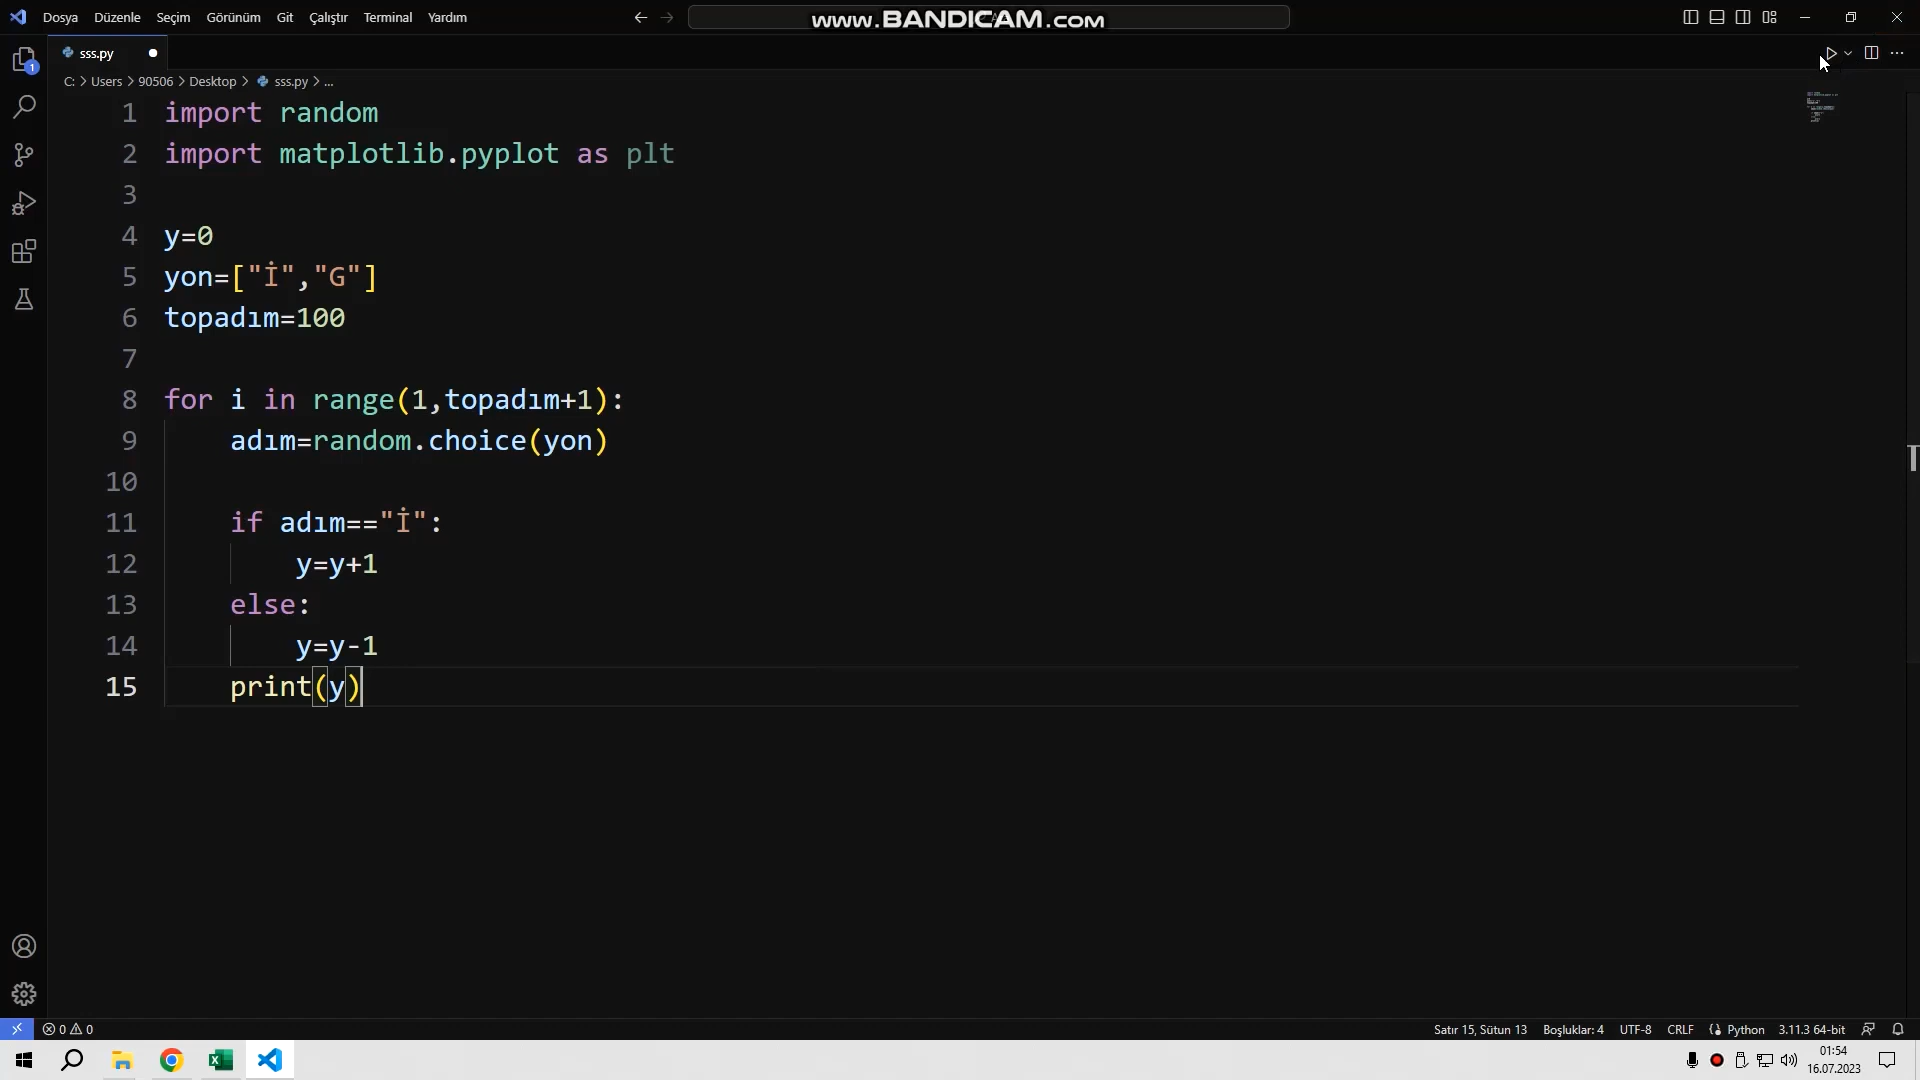 Dosya Düzenle Seçim Görünüm Git Çalıştır Terminal Yardım
www.BANDICAM.com
sss.py
1
C: > Users > 90506 > Desktop > sss.py > ...
1 import random
2 import matplotlib.pyplot as plt
3
4 y=0
5 yon=["İ","G"]
6 topadım=100
7
8 for i in range(1,topadım+1):
9 adım=random.choice(yon)
10
11 if adım=="İ":
12 y=y+1
13 else:
14 y=y-1
15 print(y)
0 0 Satır 15, Sütun 13 Boşluklar: 4 UTF-8 CRLF Python 3.11.3 64-bit
01:54
16.07.2023